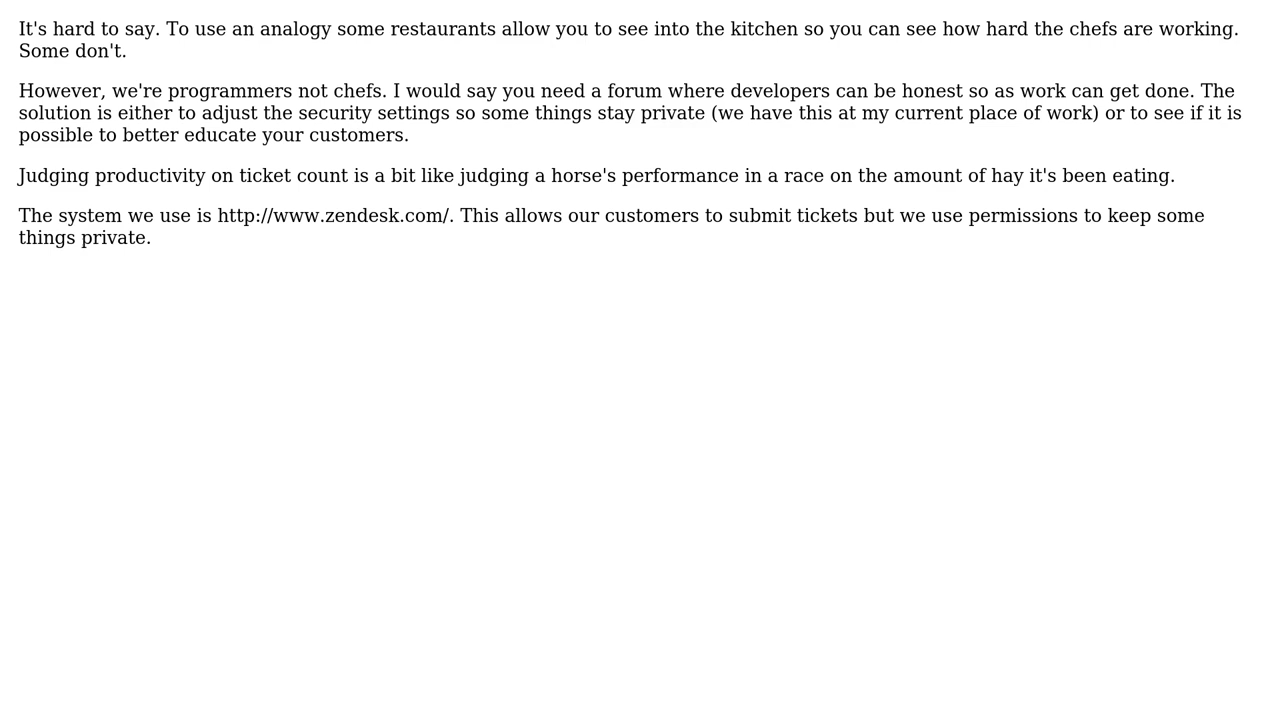 It's hard to say. To use an analogy some restaurants allow you to see into the kitchen so you can see how hard the chefs are working.
Some don't.
However, we're programmers not chefs. I would say you need a forum where developers can be honest so as work can get done. The
solution is either to adjust the security settings so some things stay private (we have this at my current place of work) or to see if it is
possible to better educate your customers.
Judging productivity on ticket count is a bit like judging a horse's performance in a race on the amount of hay it's been eating.
The system we use is http://www.zendesk.com/. This allows our customers to submit tickets but we use permissions to keep some
things private.